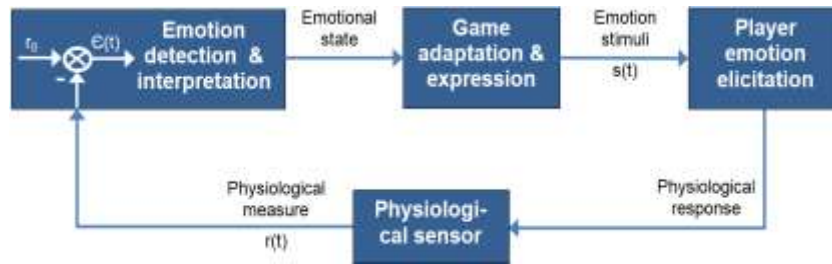 r₀
Є(t)
Emotion
detection &
interpretation
Emotional
state
Game
adaptation &
expression
Emotion
stimuli
s(t)
Player
emotion
elicitation
Physiological
measure
r(t)
Physiologi-
cal sensor
Physiological
response